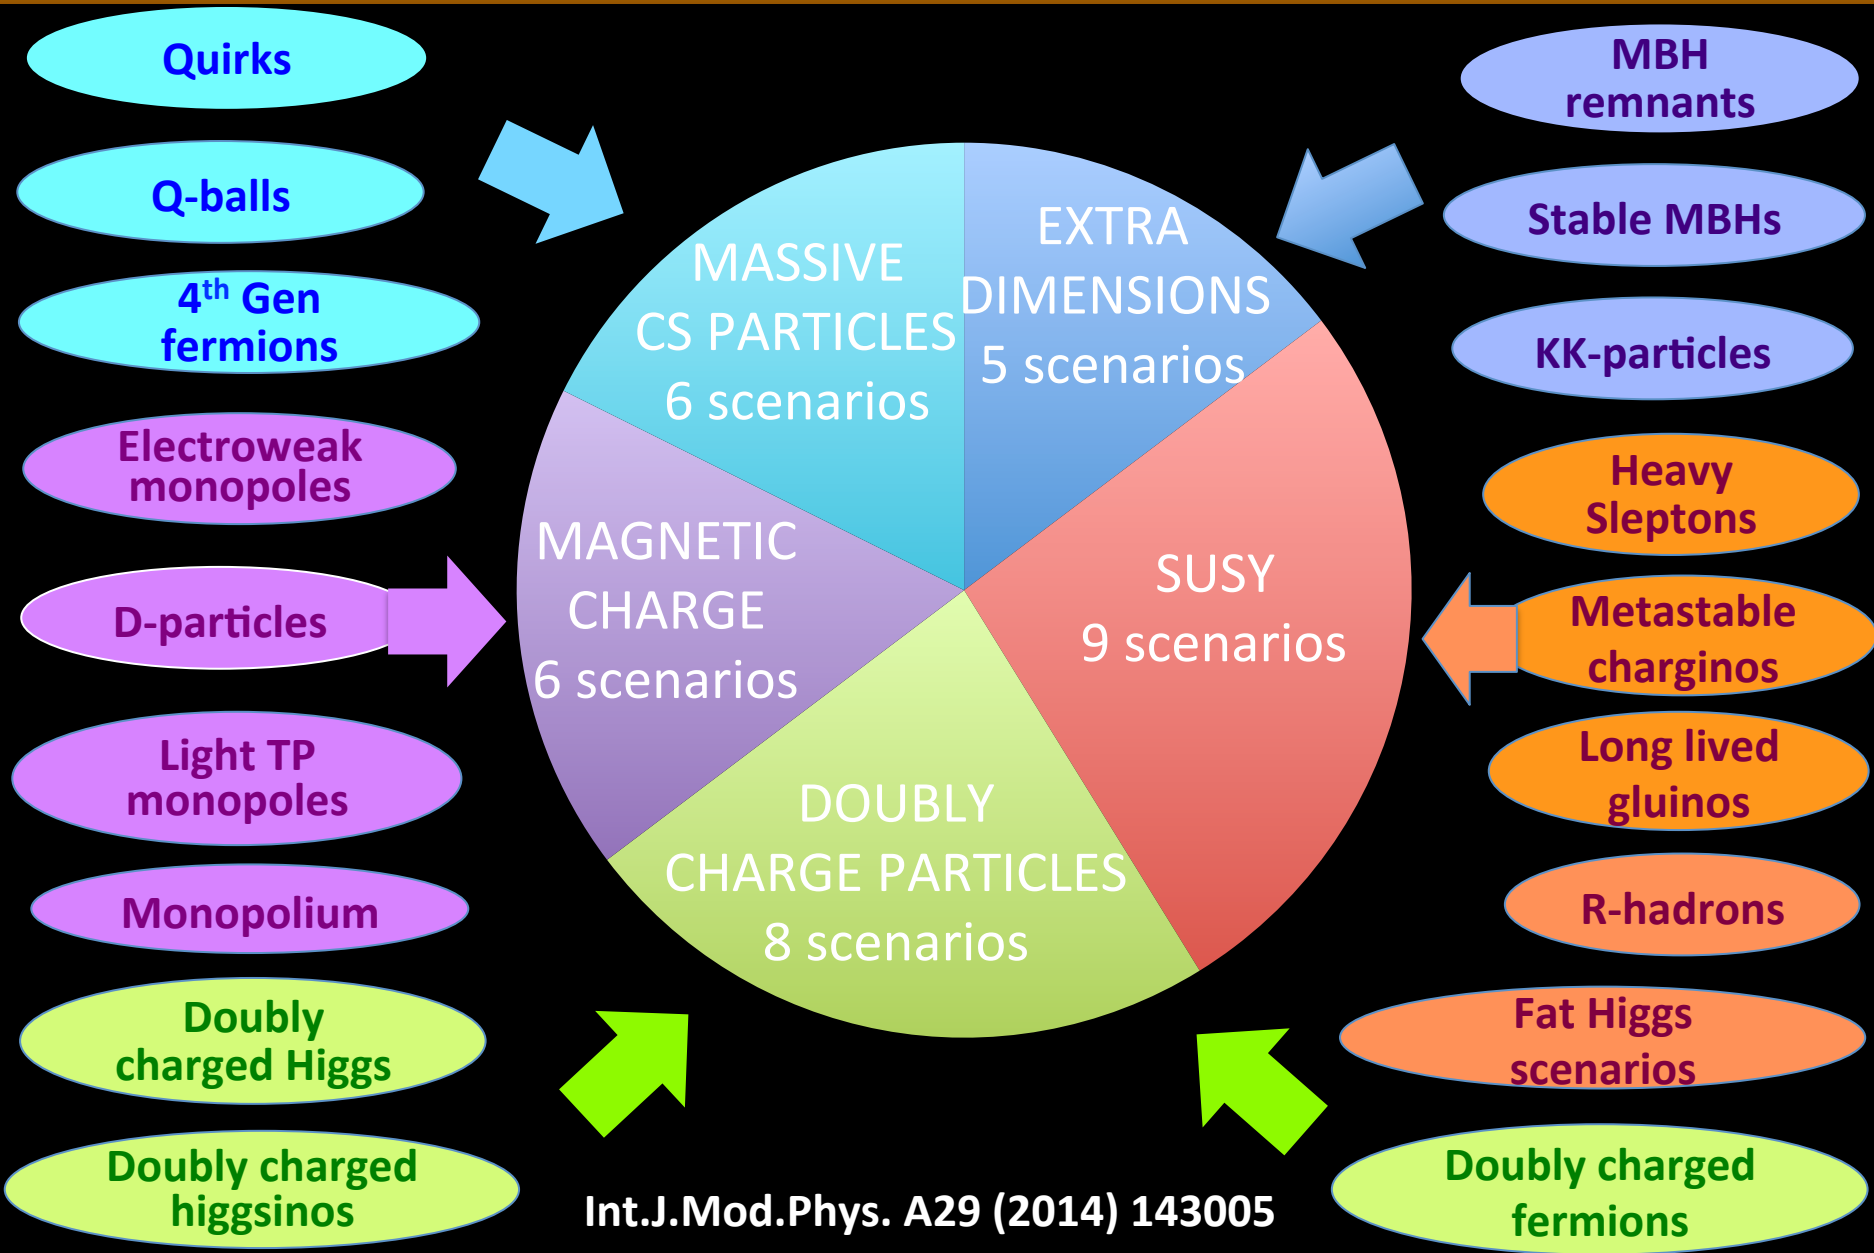 Quirks
Q-balls
4th Gen
fermions
Electroweak
monopoles
D-particles
Light TP
monopoles
Monopolium
Doubly
charged Higgs
Doubly charged
higgsinos
MASSIVE
CS PARTICLES
6 scenarios
EXTRA
DIMENSIONS
5 scenarios
MAGNETIC
CHARGE
6 scenarios
SUSY
9 scenarios
DOUBLY
CHARGE PARTICLES
8 scenarios
Int.J.Mod.Phys. A29 (2014) 143005
MBH
remnants
Stable MBHs
KK-particles
Heavy
Sleptons
Metastable
charginos
Long lived
gluinos
R-hadrons
Fat Higgs
scenarios
Doubly charged
fermions